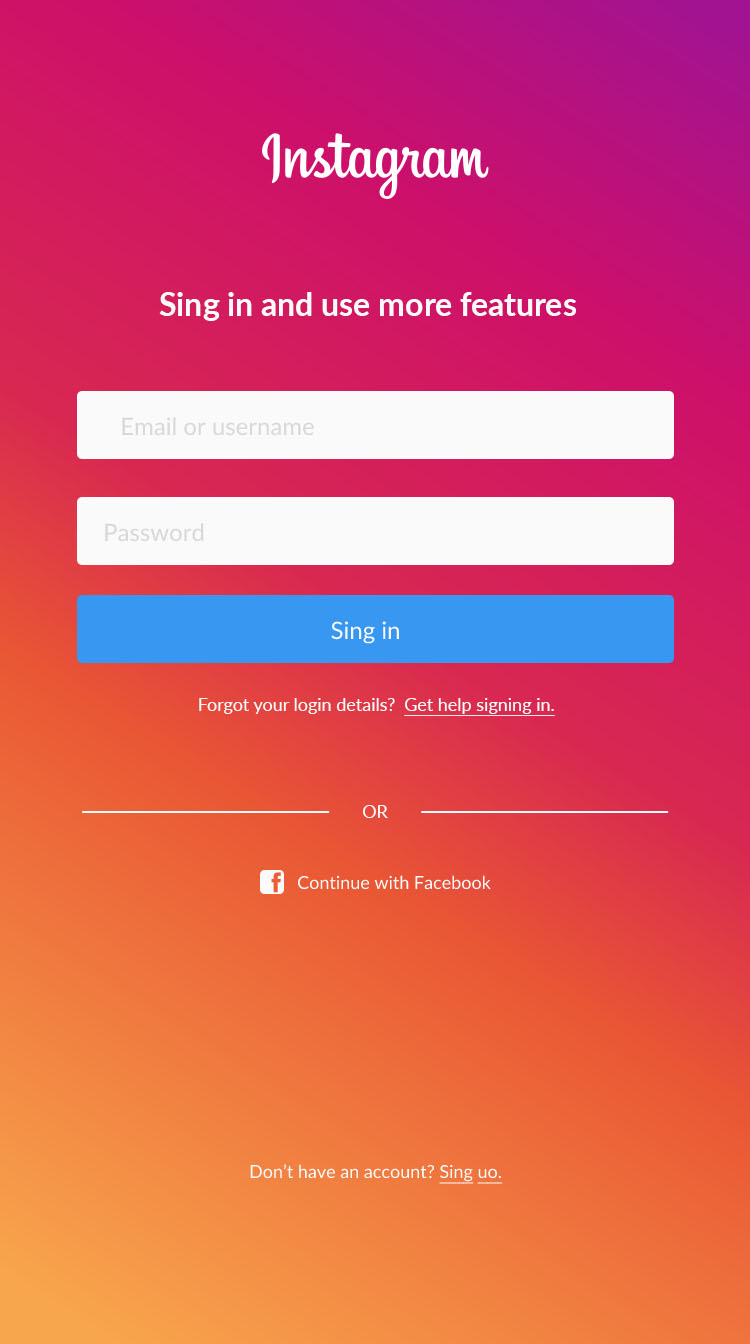 Instagram
Sing in and use more features
Email or username
Password
Sing in
Forgot your login details? Get help signing in.
OR
Continue with Facebook
Don't have an account? Sing uo.